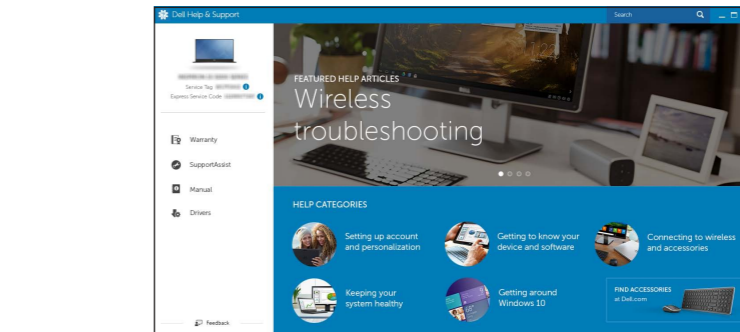 Dell Help & Support
Search
Service Tag
Express Service Code
Warranty
SupportAssist
Manual
Drivers
Feedback
FEATURED HELP ARTICLES
Wireless
troubleshooting
HELP CATEGORIES
Setting up account
and personalization
Getting to know your
device and software
Connecting to wireless
and accessories
Keeping your
system healthy
Getting around
Windows 10
FIND ACCESSORIES
at Dell.com